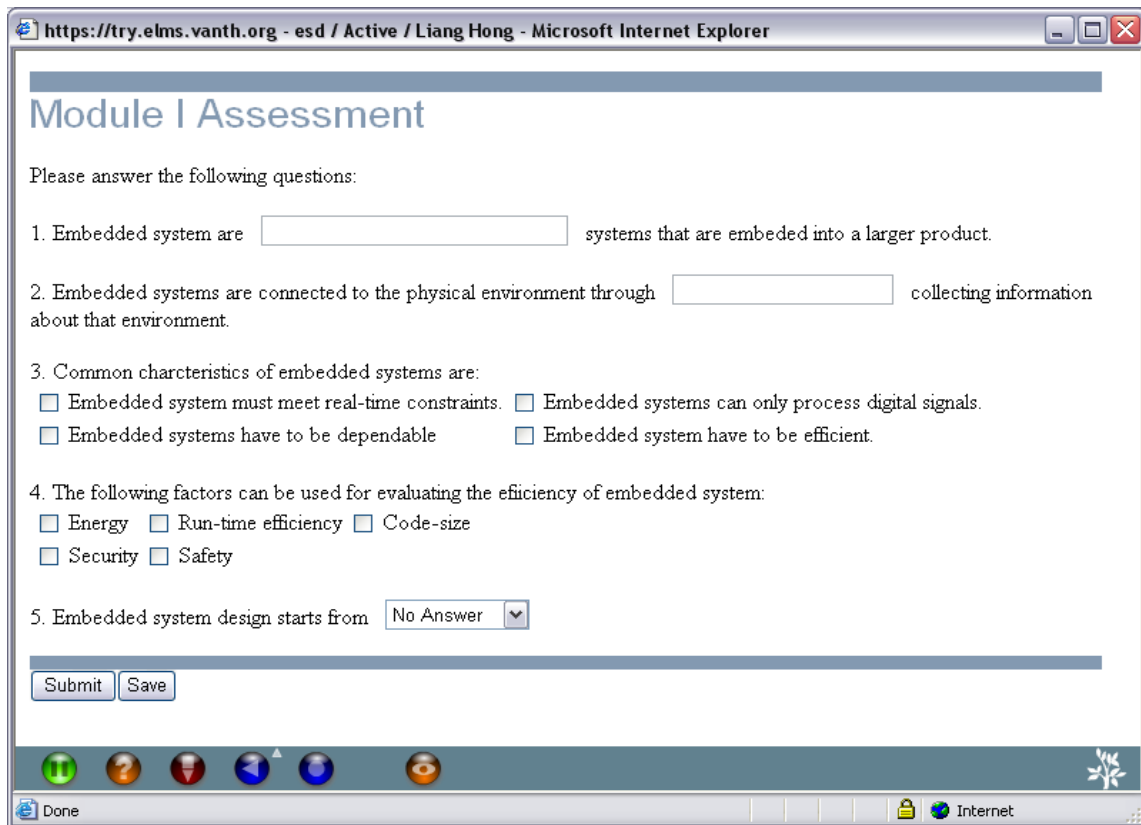 https://try.elms.vanth.org - esd / Active / Liang Hong - Microsoft Internet Explorer
Module I Assessment
Please answer the following questions:
1. Embedded system are systems that are embeded into a larger product.
2. Embedded systems are connected to the physical environment through collecting information
about that environment.
3. Common charcteristics of embedded systems are:
Embedded system must meet real-time constraints. Embedded systems can only process digital signals.
Embedded systems have to be dependable Embedded system have to be efficient.
4. The following factors can be used for evaluating the efiiciency of embedded system:
Energy Run-time efficiency Code-size
Security Safety
5. Embedded system design starts from No Answer
Submit Save
?
Done Internet